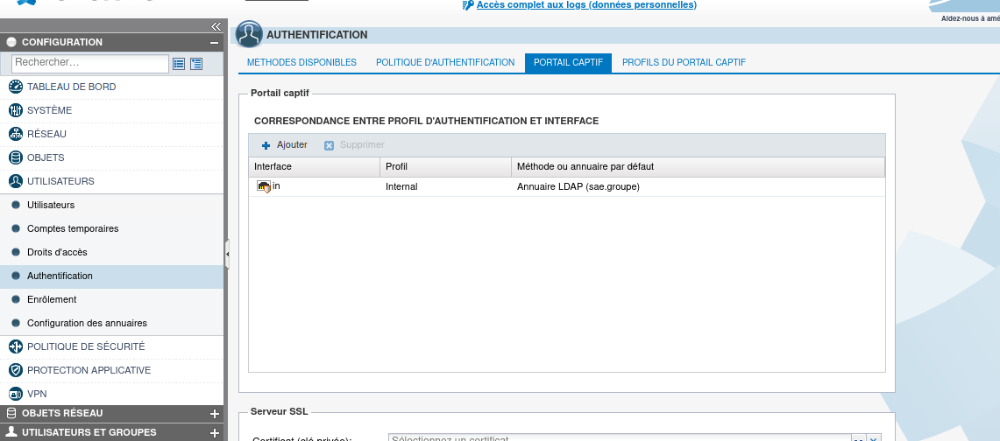 Accès complet aux logs (données personnelles)
Aidez-nous à amé
CONFIGURATION
Rechercher...
TABLEAU DE BORD
SYSTÈME
RÉSEAU
OBJETS
UTILISATEURS
Utilisateurs
Comptes temporaires
Droits d'accès
Authentification
Enrôlement
Configuration des annuaires
POLITIQUE DE SÉCURITÉ
PROTECTION APPLICATIVE
VPN
OBJETS RÉSEAU
UTILISATEURS ET GROUPES
AUTHENTIFICATION
MÉTHODES DISPONIBLES POLITIQUE D'AUTHENTIFICATION PORTAIL CAPTIF PROFILS DU PORTAIL CAPTIF
Portail captif
CORRESPONDANCE ENTRE PROFIL D'AUTHENTIFICATION ET INTERFACE
Ajouter Supprimer
Interface Profil Méthode ou annuaire par défaut
in Internal Annuaire LDAP (sae.groupe)
Serveur SSL
Certificat (clé privée): Sélectionnez un certificat